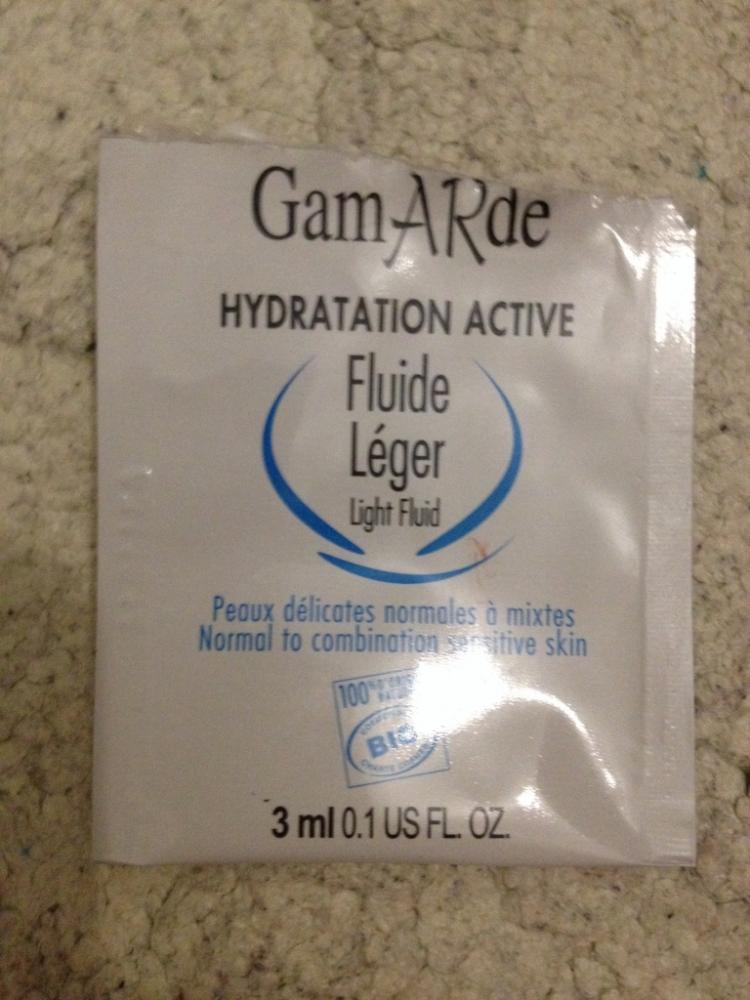 GamARde
HYDRATATION ACTIVE
Fluide
Léger
Light Fluid
Peaux délicates normales à mixtes
Normal to combination sensitive skin
100%
BIO
3 ml 0.1 US FL. OZ.